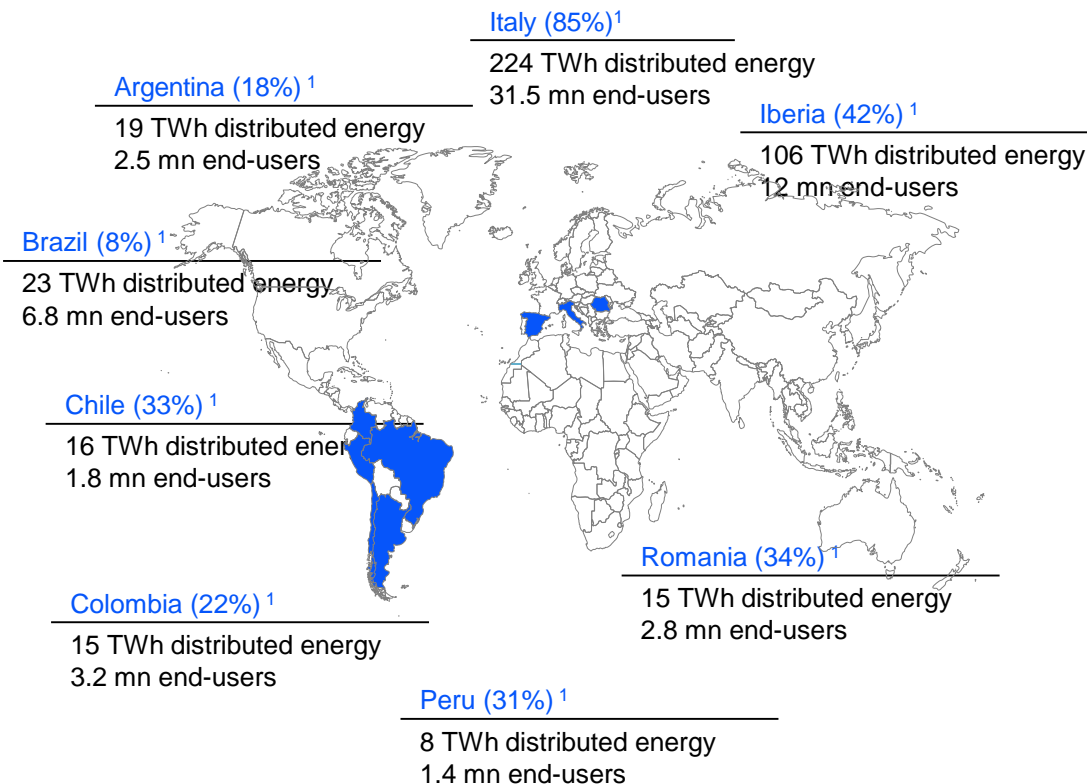 Italy (85%)1
224 TWh distributed energy
31.5 mn end-users
Argentina (18%) 1
19 TWh distributed energy
2.5 mn end-users
Iberia (42%) 1
106 TWh distributed energy
12 mn end-users
Brazil (8%) 1
23 TWh distributed energy
6.8 mn end-users
Chile (33%) 1
16 TWh distributed ener
1.8 mn end-users
Romania (34%) 1
15 TWh distributed energy
2.8 mn end-users
Colombia (22%) 1
15 TWh distributed energy
3.2 mn end-users
Peru (31%) 1
8 TWh distributed energy
1.4 mn end-users